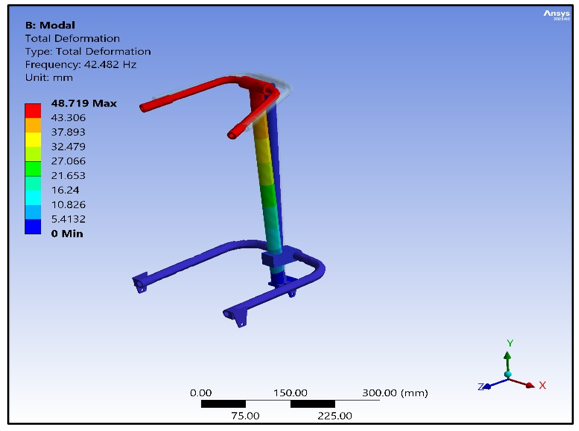 Ansys
B: Modal
Total Deformation
Type: Total Deformation
Frequency: 42.482 Hz
Unit: mm
48.719 Max
43.306
37.893
32.479
27.066
21.653
16.24
10.826
5.4132
0 Min
Y
Z
X
0.00 150.00 300.00 (mm)
75.00 225.00